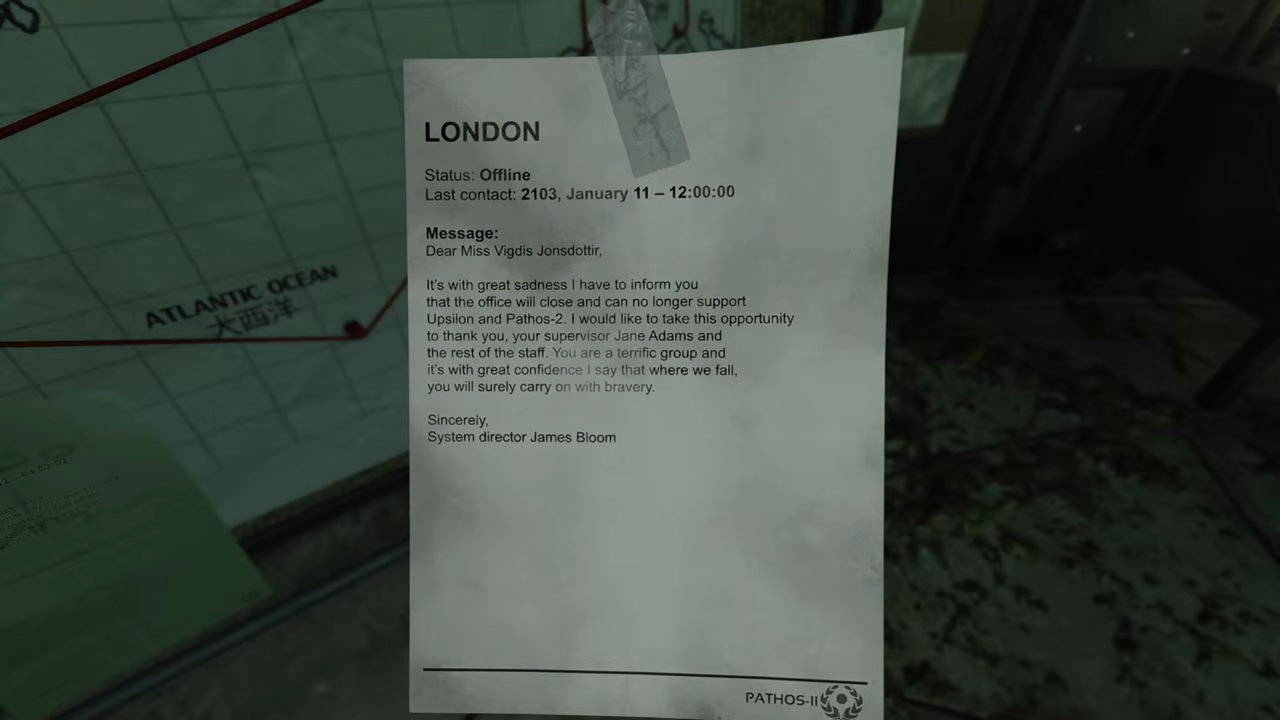 LONDON
Status: Offline
Last contact: 2103, January 11 – 12:00:00
Message:
Dear Miss Vigdis Jonsdottir,
It's with great sadness I have to inform you
that the office will close and can no longer support
Upsilon and Pathos-2. I would like to take this opportunity
to thank you, your supervisor Jane Adams and
the rest of the staff. You are a terrific group and
it's with great confidence I say that where we fall,
you will surely carry on with bravery.
Sincerely,
System director James Bloom
PATHOS-II
ATLANTIC OCEAN
大西洋